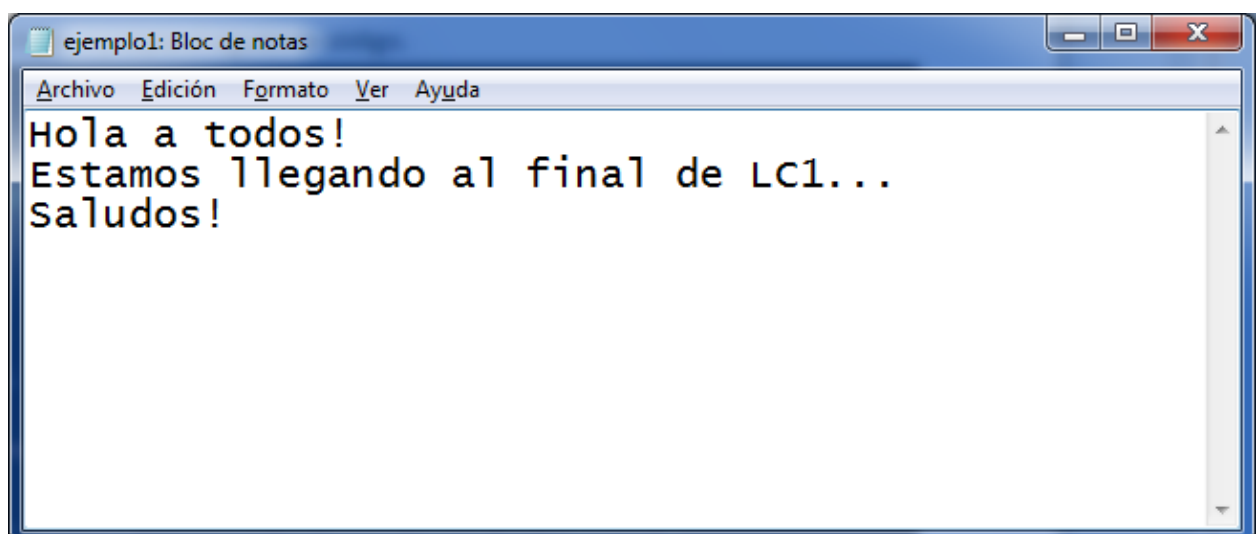 ejemplo1: Bloc de notas
Archivo Edición Formato Ver Ayuda
Hola a todos!
Estamos llegando al final de LC1...
Saludos!